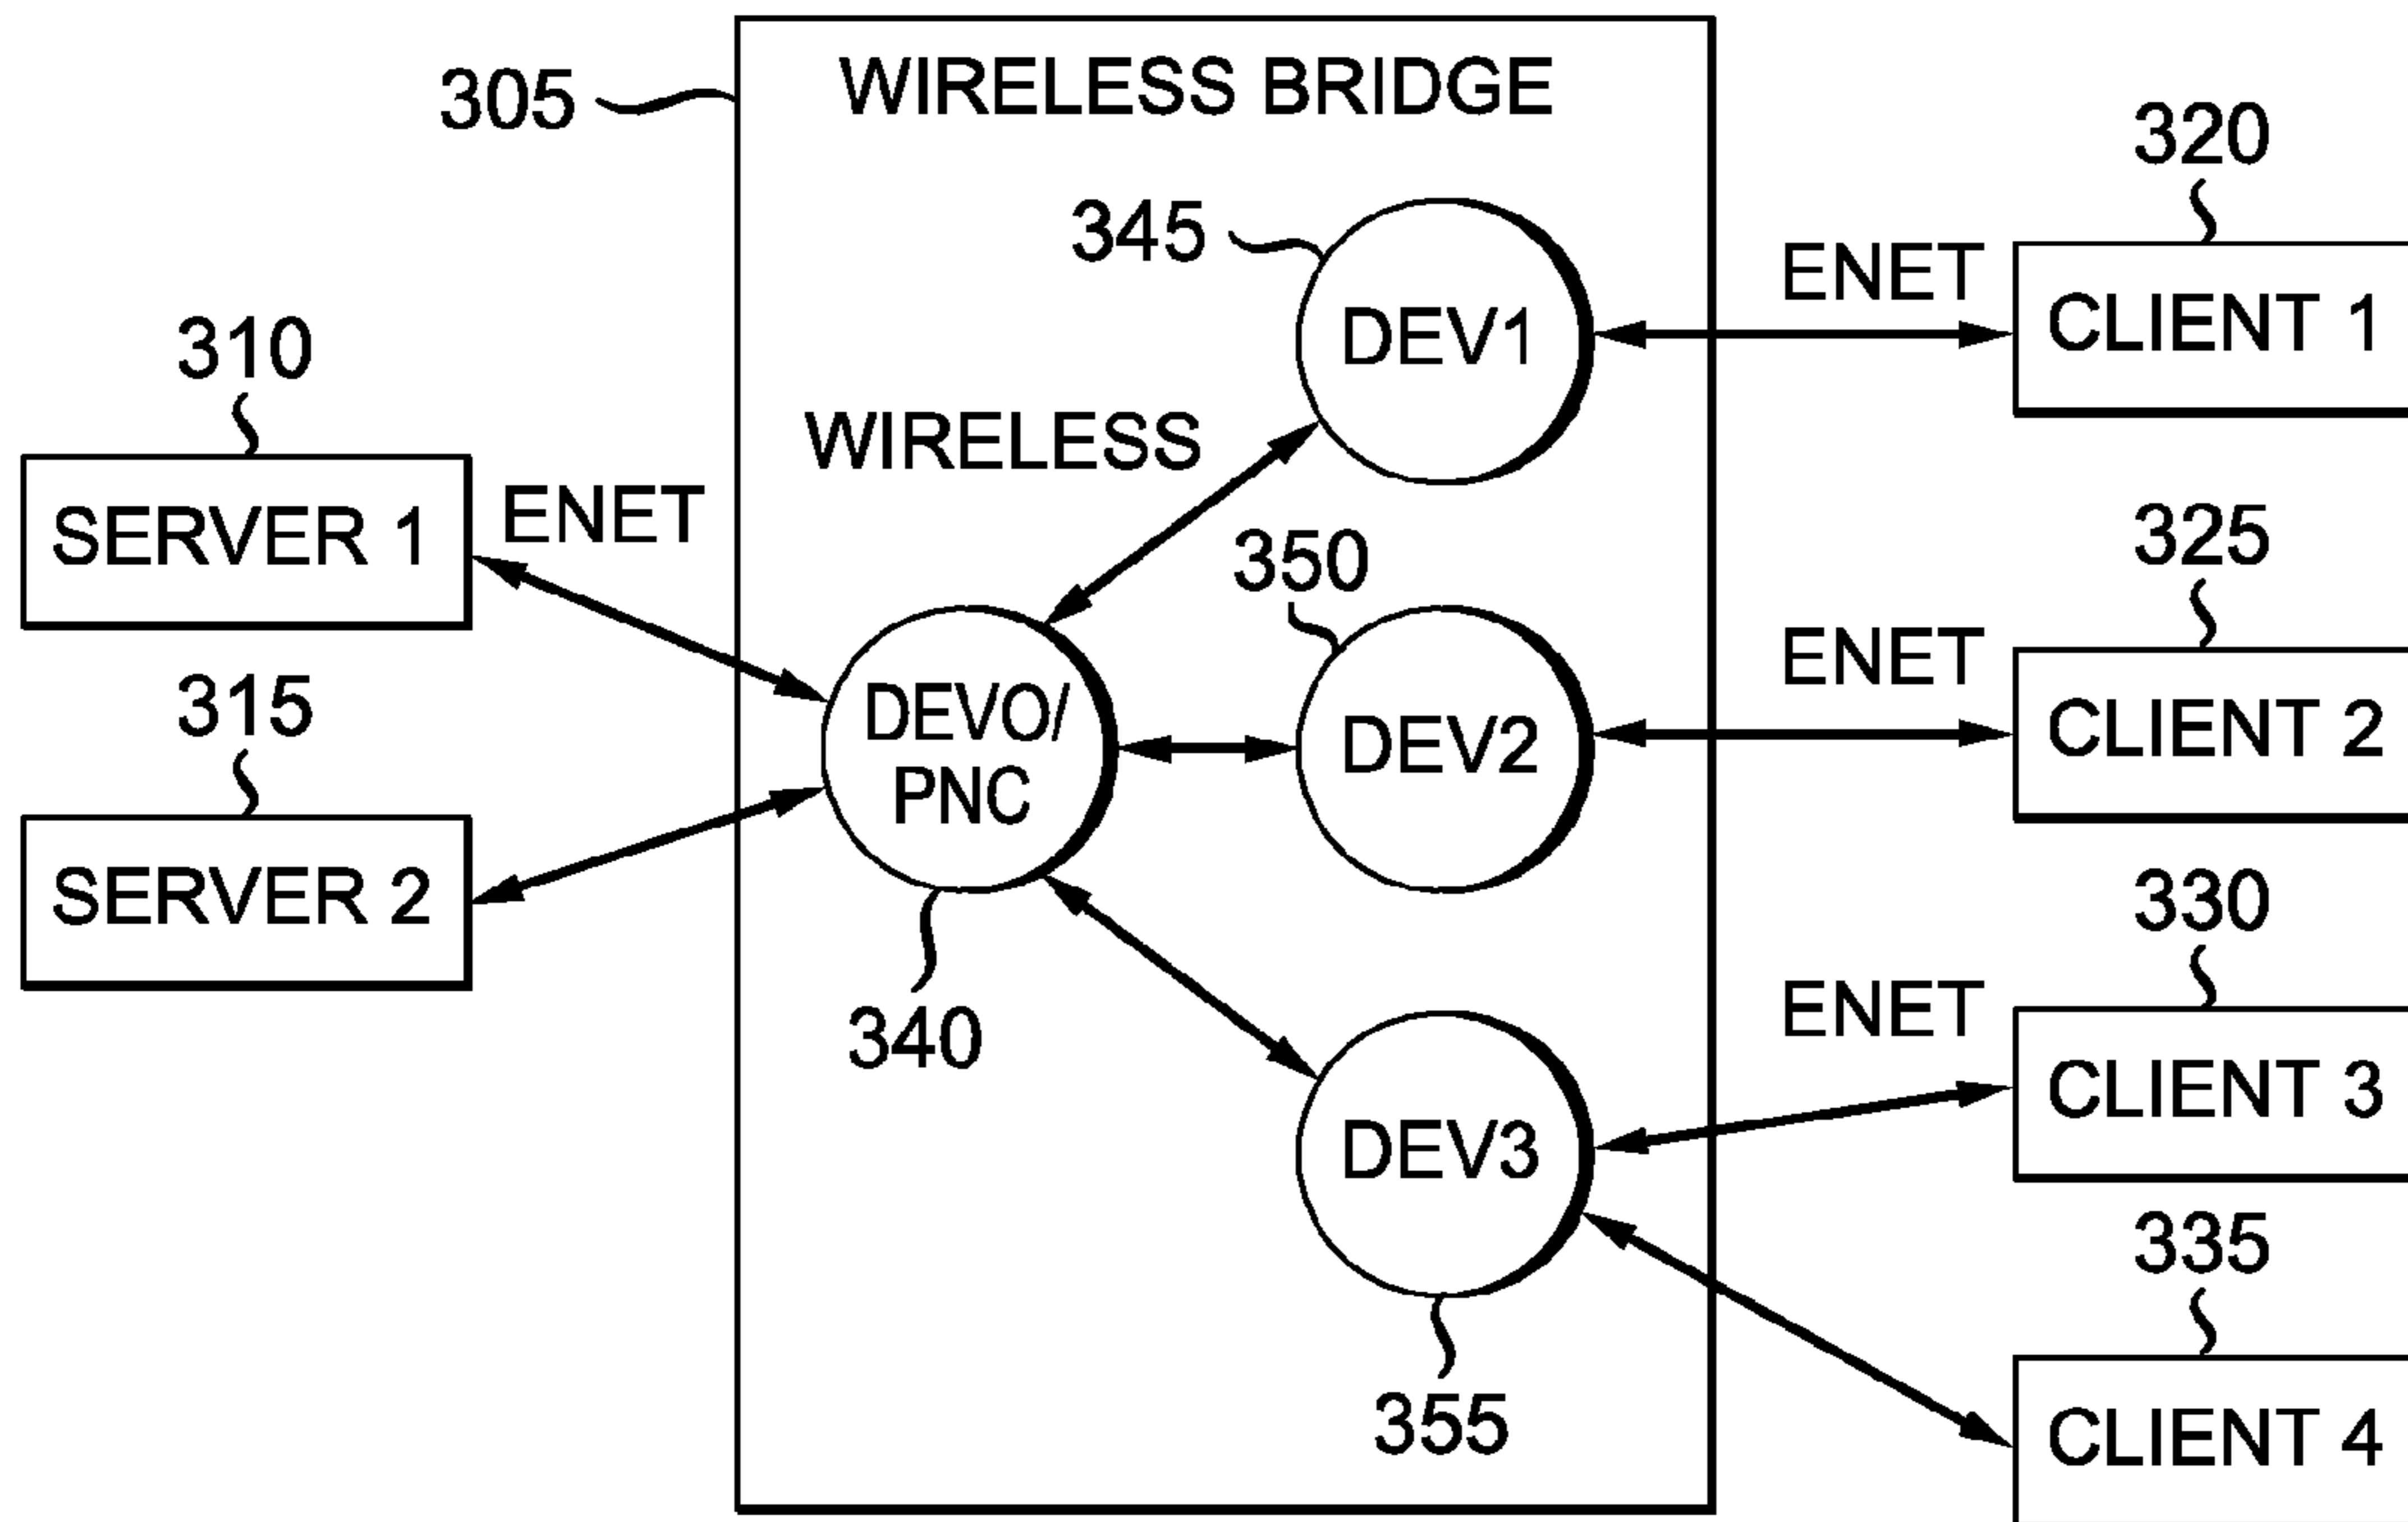 305
WIRELESS BRIDGE
320
345
DEV1
ENET
CLIENT 1
310
WIRELESS
SERVER 1
ENET
350
325
ENET
315
DEVO/
PNC
DEV2
CLIENT 2
SERVER 2
330
340
ENET
DEV3
CLIENT 3
335
355
CLIENT 4